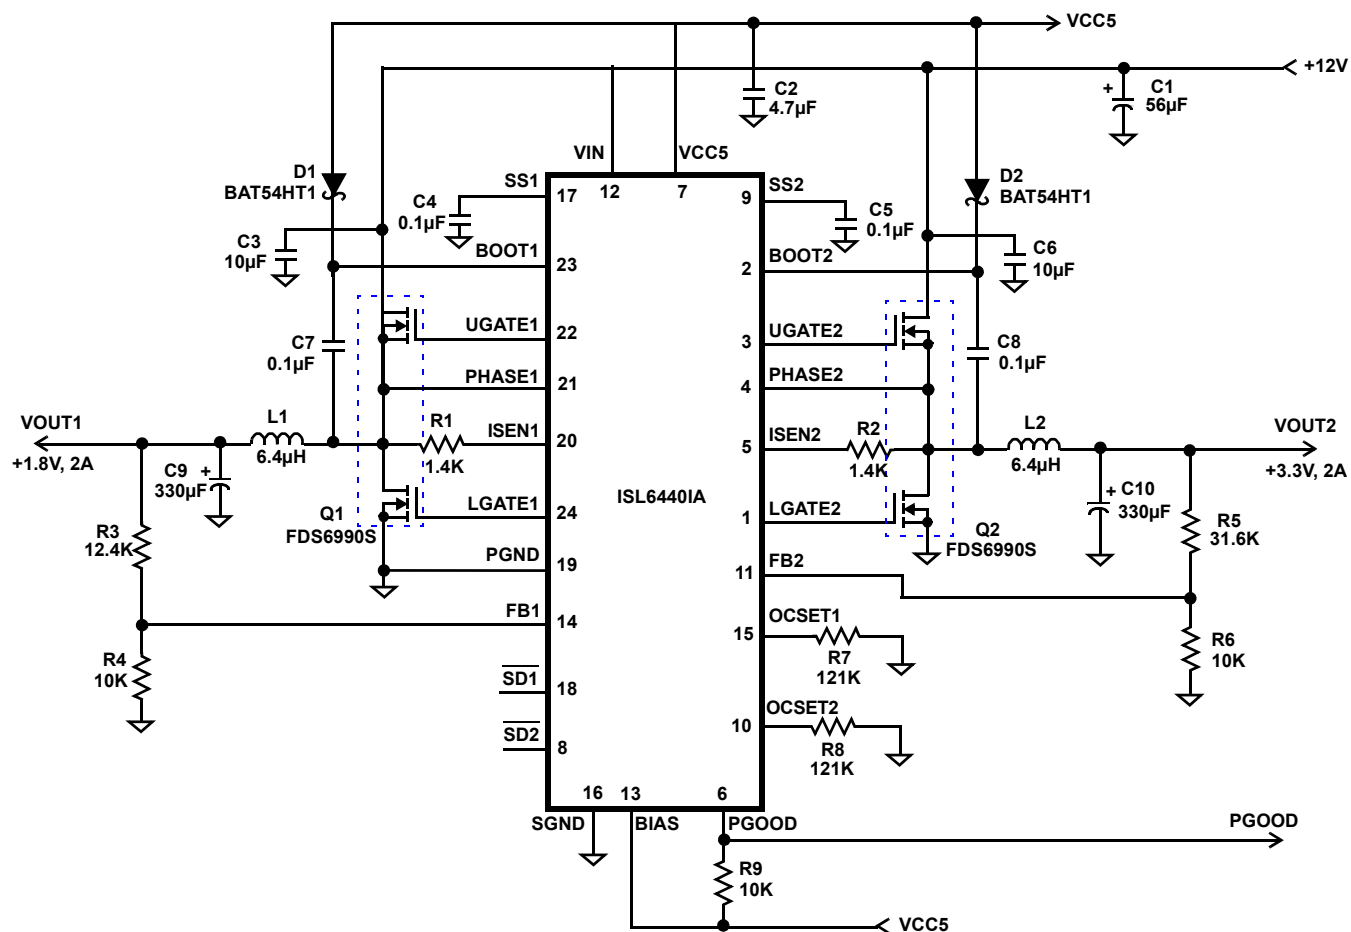 VCC5
+12V
C2
4.7µF
C1
56µF
VIN
VCC5
D1
BAT54HT1
SS1
17
12
7
9
SS2
D2
BAT54HT1
C4
0.1µF
C5
0.1µF
C3
10µF
BOOT1
23
2
BOOT2
C6
10µF
UGATE1
22
3
UGATE2
C7
0.1µF
C8
0.1µF
PHASE1
21
4
PHASE2
VOUT1
+1.8V, 2A
L1
6.4µH
R1
1.4K
ISEN1
20
5
ISEN2
R2
1.4K
L2
6.4µH
VOUT2
+3.3V, 2A
C9
+
330µF
LGATE1
24
ISL6440IA
1
LGATE2
+
C10
330µF
Q1
FDS6990S
Q2
FDS6990S
R3
12.4K
R5
31.6K
PGND
19
11
FB2
FB1
14
15
OCSET1
R7
121K
R4
10K
R6
10K
SD1
18
10
OCSET2
R8
121K
SD2
8
16
13
6
SGND
BIAS
PGOOD
PGOOD
R9
10K
VCC5
+